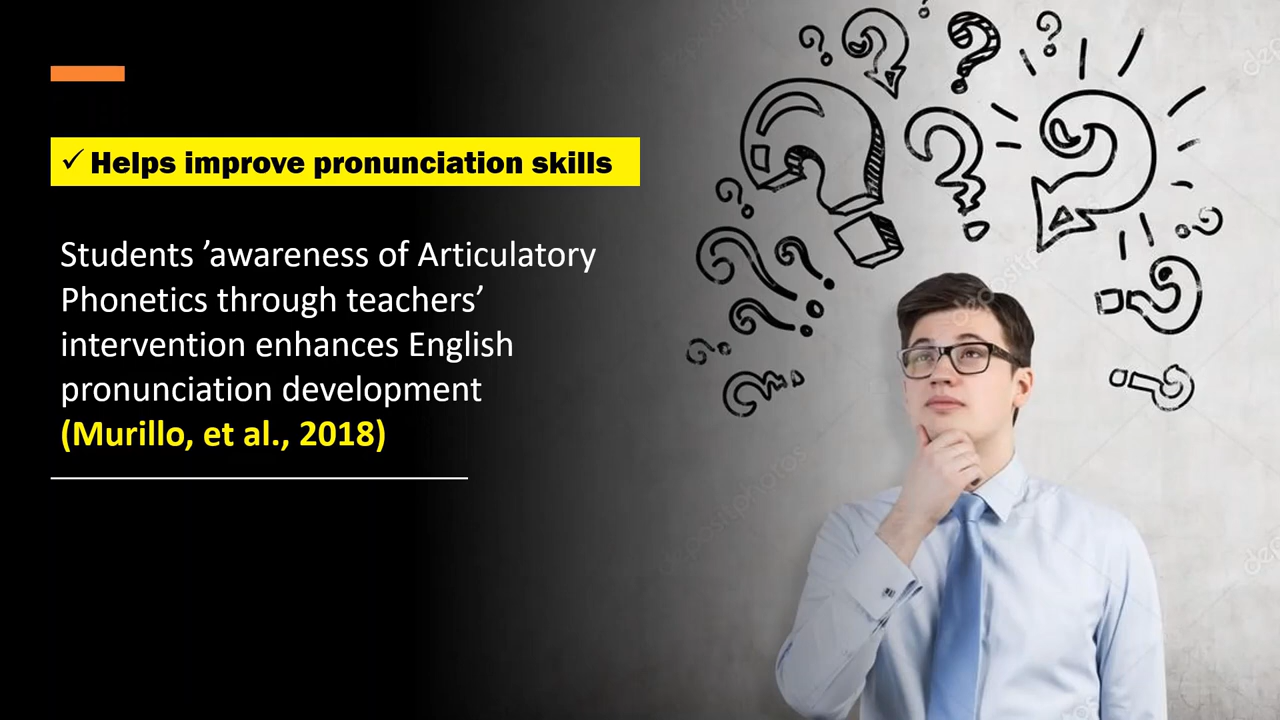 ✓ Helps improve pronunciation skills
Students ’awareness of Articulatory
Phonetics through teachers’
intervention enhances English
pronunciation development
(Murillo, et al., 2018)
depositphotos